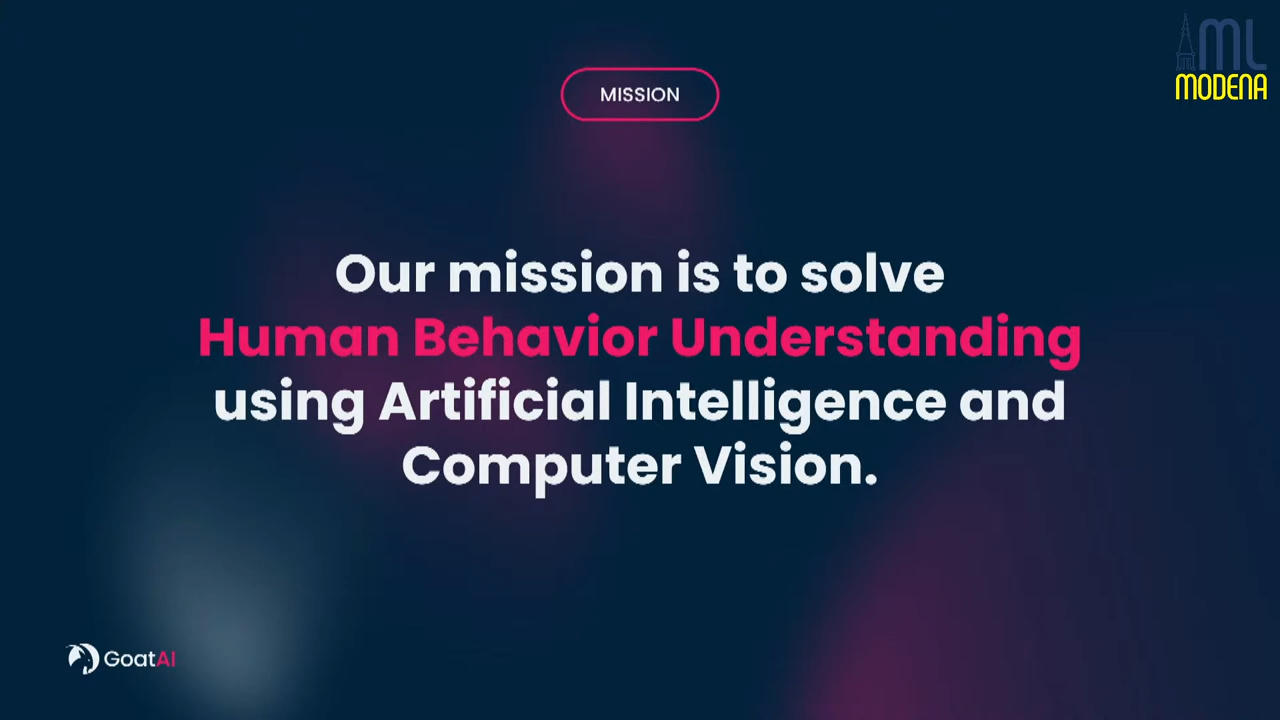 ML
MODENA
MISSION
Our mission is to solve
Human Behavior Understanding
using Artificial Intelligence and
Computer Vision.
GoatAI